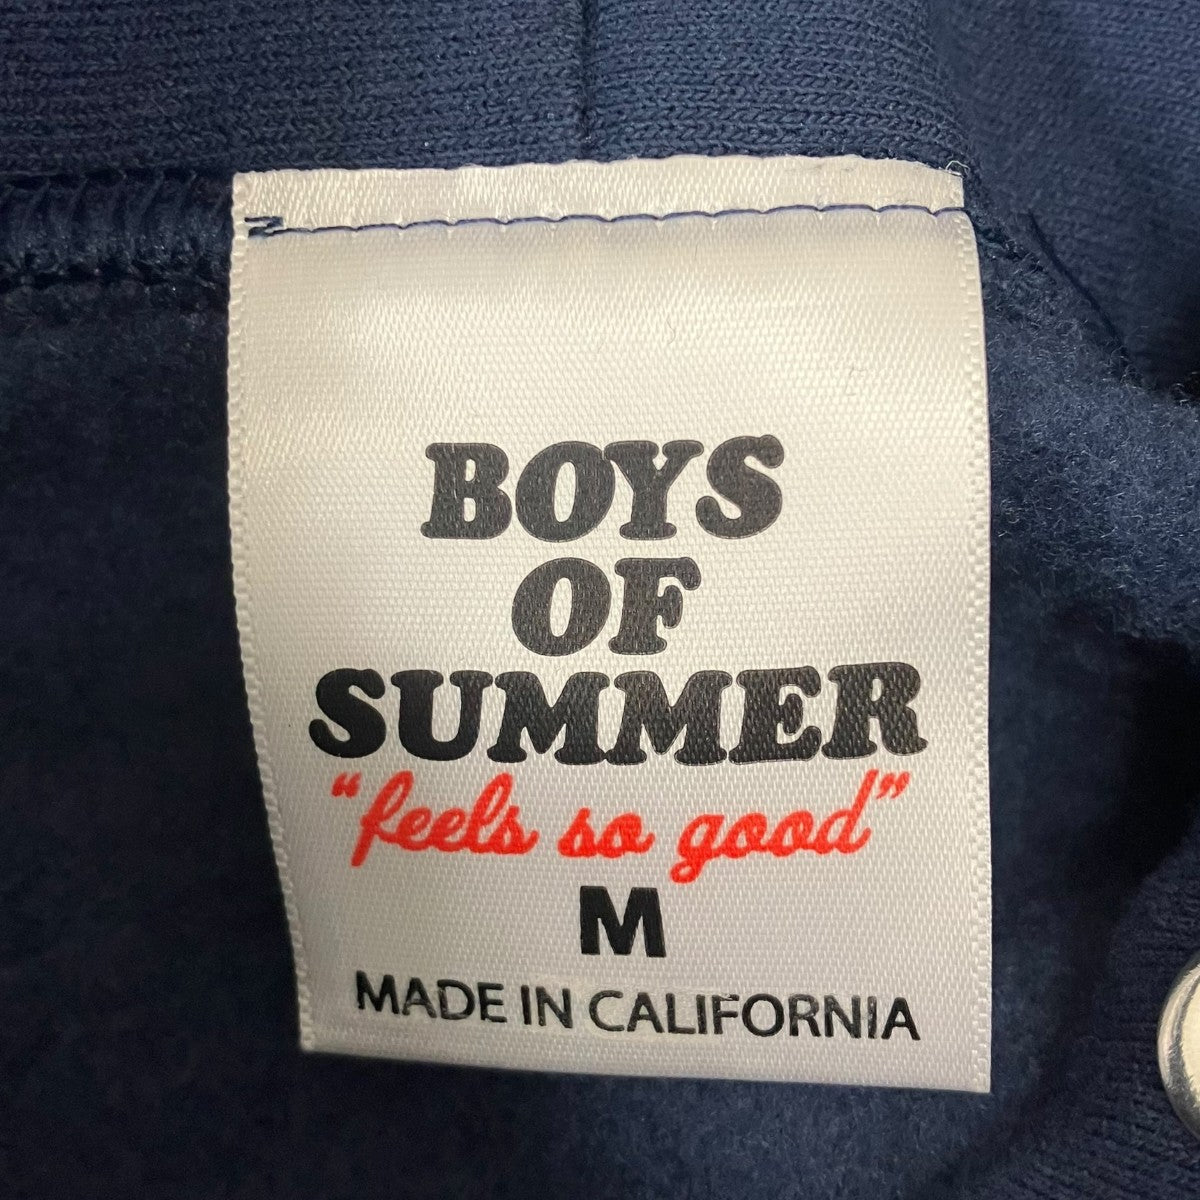 BOYS
OF
SUMMER
“feels so good”
M
MADE IN CALIFORNIA